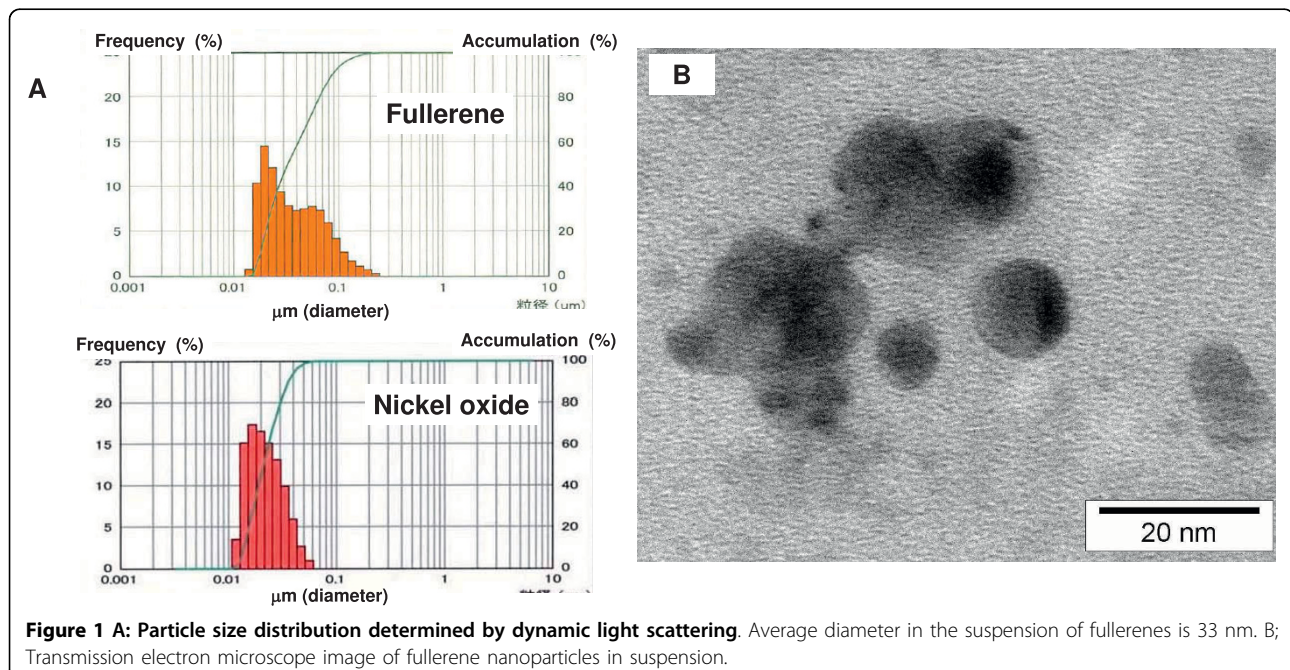 Frequency (%) Accumulation (%)
A
Fullerene
25
20
15
10
5
0
100
80
60
40
20
0
0.001 0.01 0.1 1 10
μm (diameter)
粒径 (um)
Frequency (%) Accumulation (%)
Nickel oxide
25
20
15
10
5
0
100
80
60
40
20
0
0.001 0.01 0.1 1 10
μm (diameter)
B
20 nm
Figure 1 A: Particle size distribution determined by dynamic light scattering. Average diameter in the suspension of fullerenes is 33 nm. B;
Transmission electron microscope image of fullerene nanoparticles in suspension.